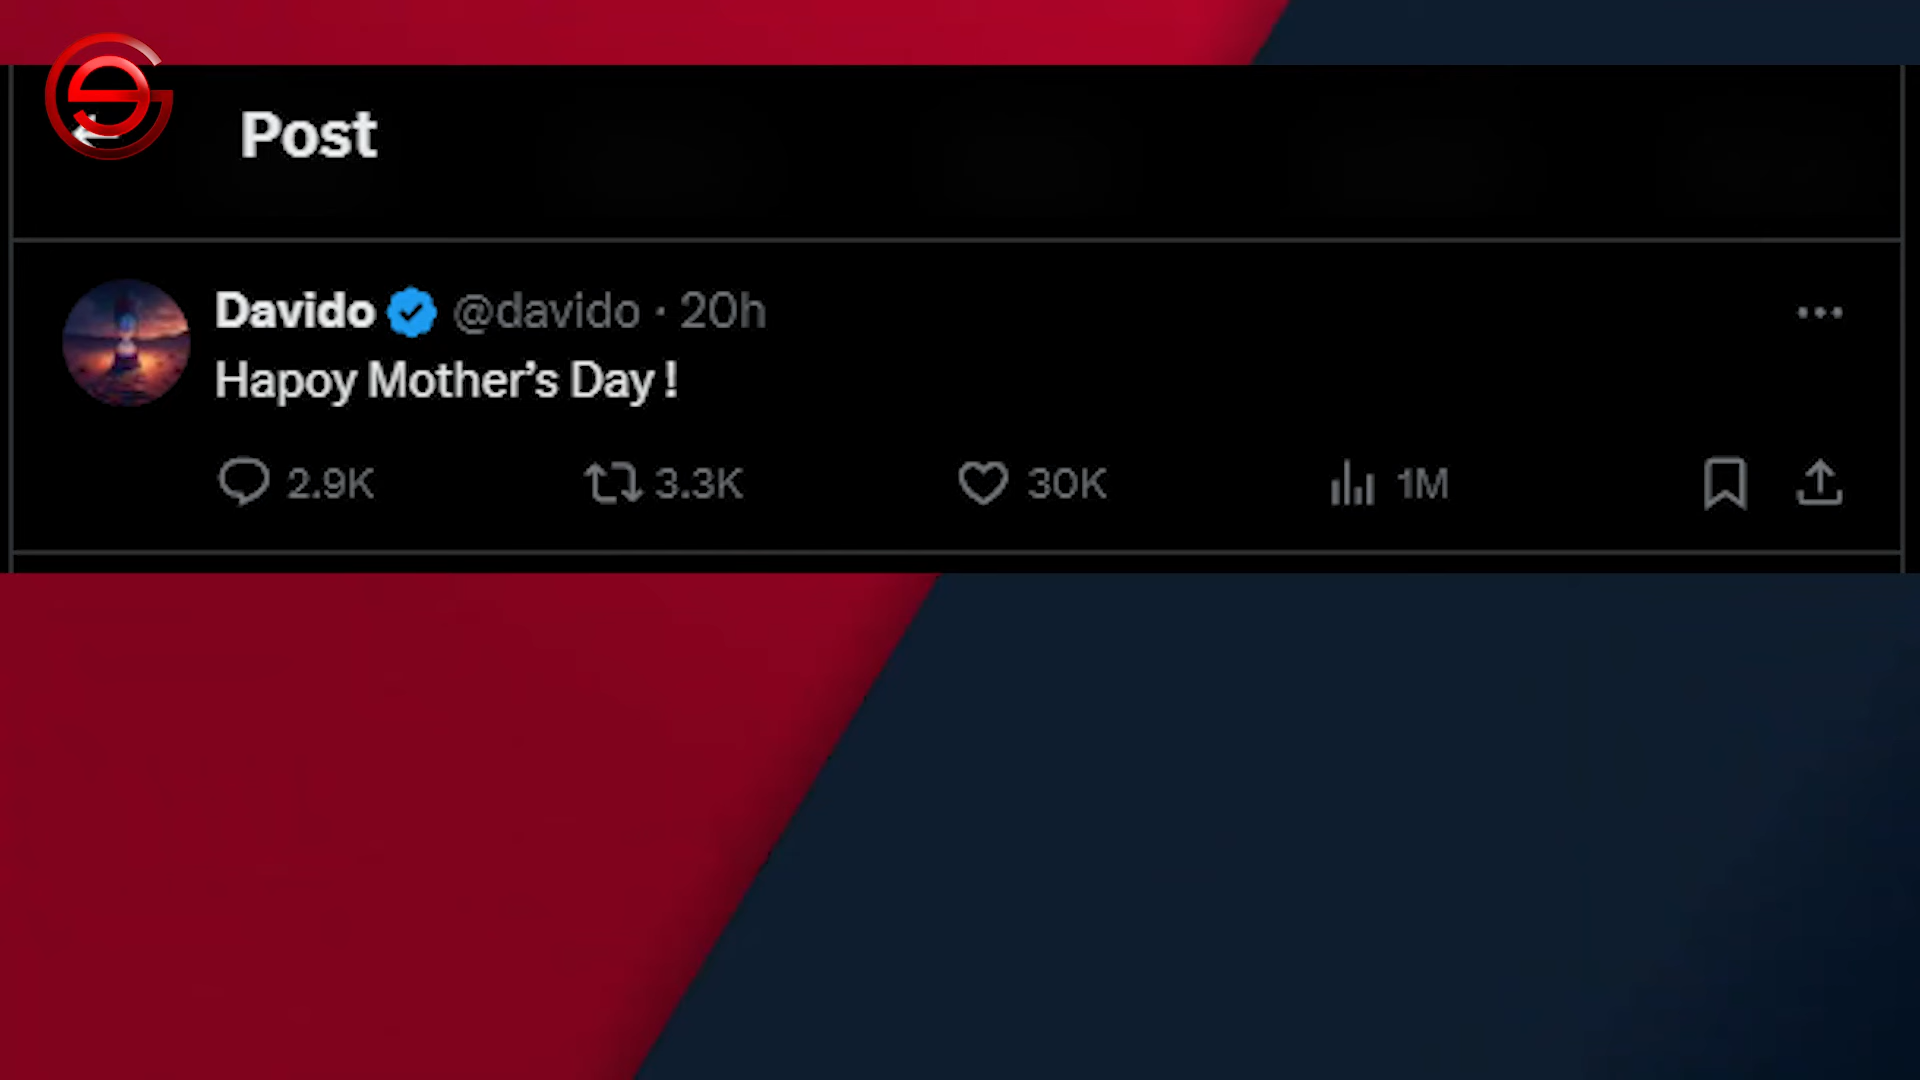 Post
Davido @davido · 20h
Hapoy Mother’s Day !
2.9K 3.3K 30K 1M